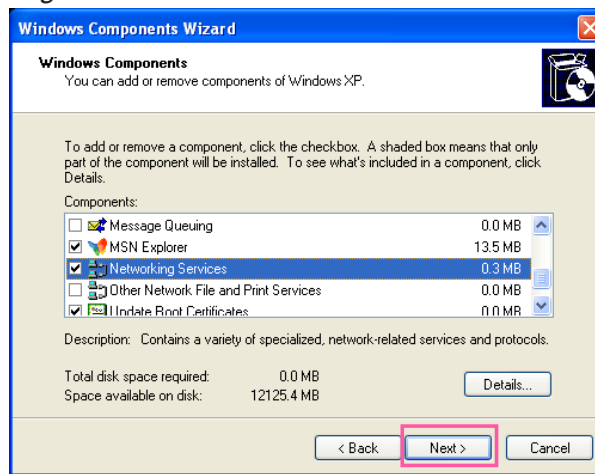 Windows Components Wizard
Windows Components
You can add or remove components of Windows XP.
To add or remove a component, click the checkbox. A shaded box means that only
part of the component will be installed. To see what's included in a component, click
Details.
Components:
Message Queuing 0.0 MB
MSN Explorer 13.5 MB
Networking Services 0.3 MB
Other Network File and Print Services 0.0 MB
Update Root Certificates 0.0 MB
Description: Contains a variety of specialized, network-related services and protocols.
Total disk space required: 0.0 MB
Space available on disk: 12125.4 MB
Details...
< Back Next > Cancel